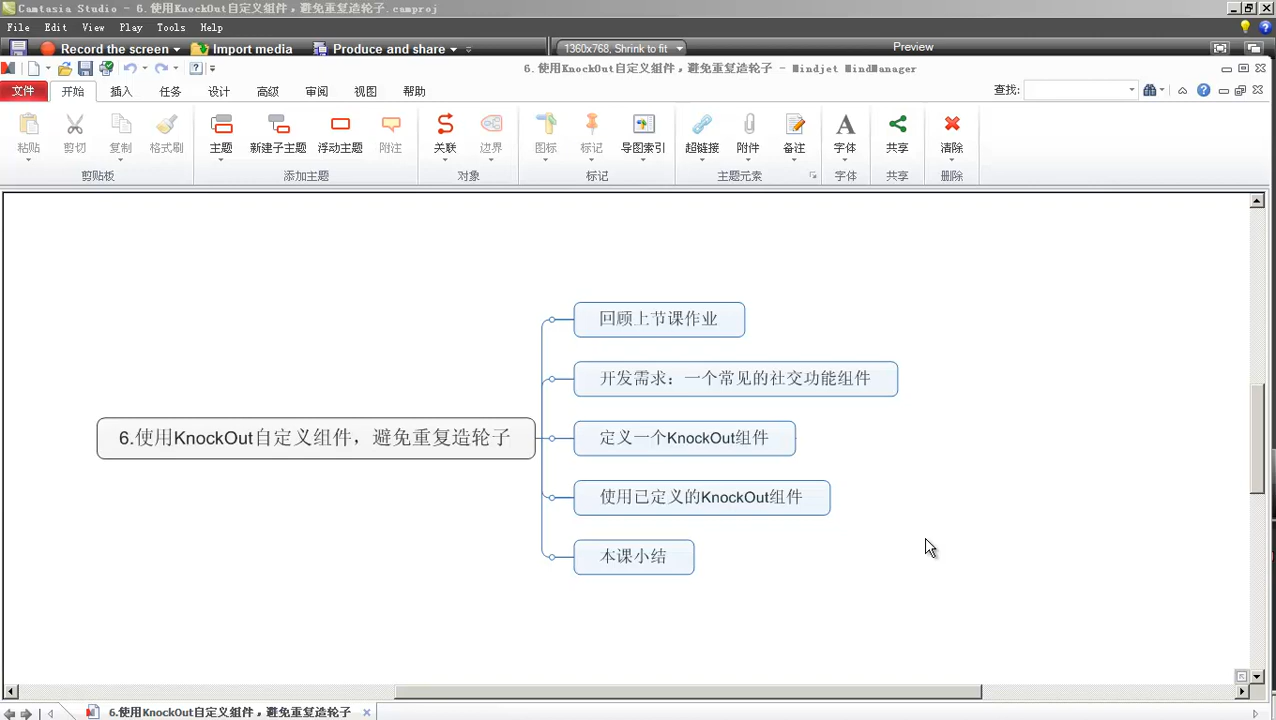 Camtasia Studio - 6.使用KnockOut自定义组件，避免重复造轮子.camproj
File Edit View Play Tools Help
Record the screen Import media Produce and share 1360x768, Shrink to fit Preview
6.使用KnockOut自定义组件，避免重复造轮子 - Mindjet MindManager
文件 开始 插入 任务 设计 高级 审阅 视图 帮助 查找:
粘贴 剪切 复制 格式刷 主题 新建子主题 浮动主题 附注 关联 边界 图标 标记 导图索引 超链接 附件 备注 字体 共享 清除
剪贴板 添加主题 对象 标记 主题元素 字体 共享 删除
回顾上节课作业
开发需求：一个常见的社交功能组件
6.使用KnockOut自定义组件，避免重复造轮子
定义一个KnockOut组件
使用已定义的KnockOut组件
本课小结
6.使用KnockOut自定义组件，避免重复造轮子